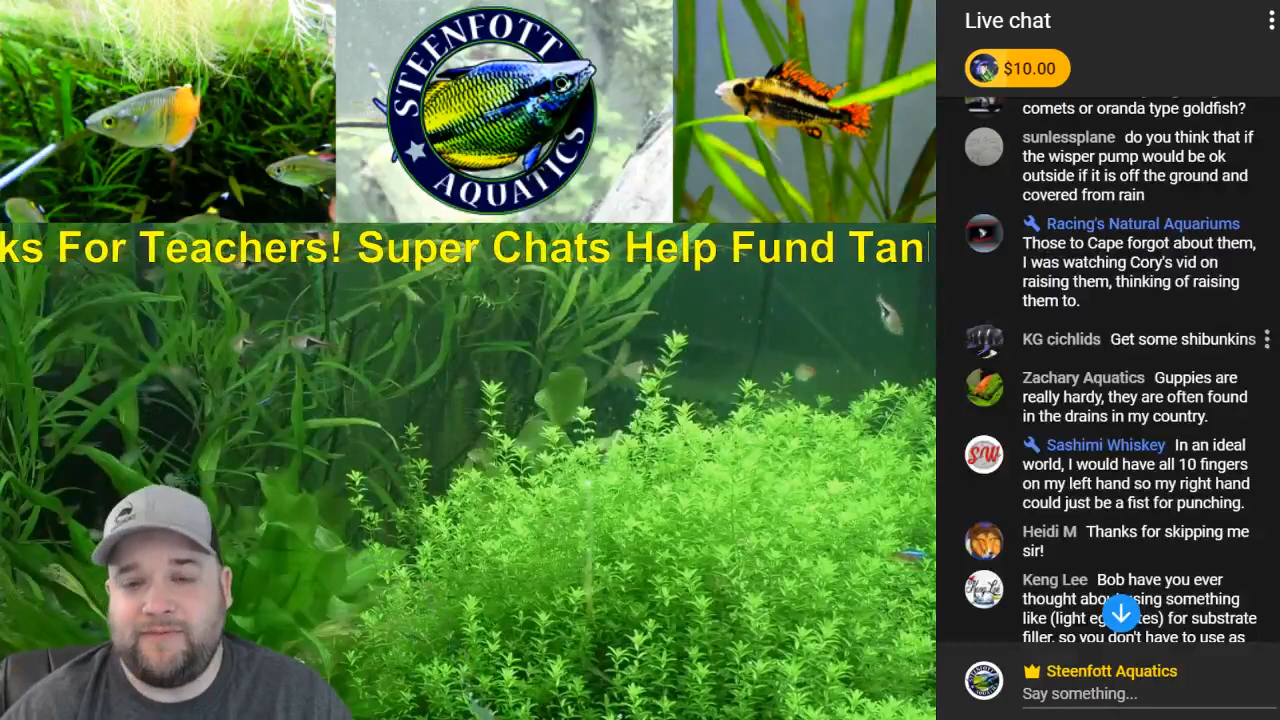 STEENFOTT
AQUATICS
ks For Teachers! Super Chats Help Fund Tan
Live chat
$10.00
comets or oranda type goldfish?
sunlessplane do you think that if
the wisper pump would be ok
outside if it is off the ground and
covered from rain
Racing's Natural Aquariums
Those to Cape forgot about them,
I was watching Cory's vid on
raising them, thinking of raising
them to.
KG cichlids Get some shibunkins
Zachary Aquatics Guppies are
really hardy, they are often found
in the drains in my country.
SW
Sashimi Whiskey In an ideal
world, I would have all 10 fingers
on my left hand so my right hand
could just be a fist for punching.
Heidi M Thanks for skipping me
sir!
Keng Lee Bob have you ever
thought using something
like (light for substrate
filler, so you don't have to use as
Steenfott Aquatics
Say something...